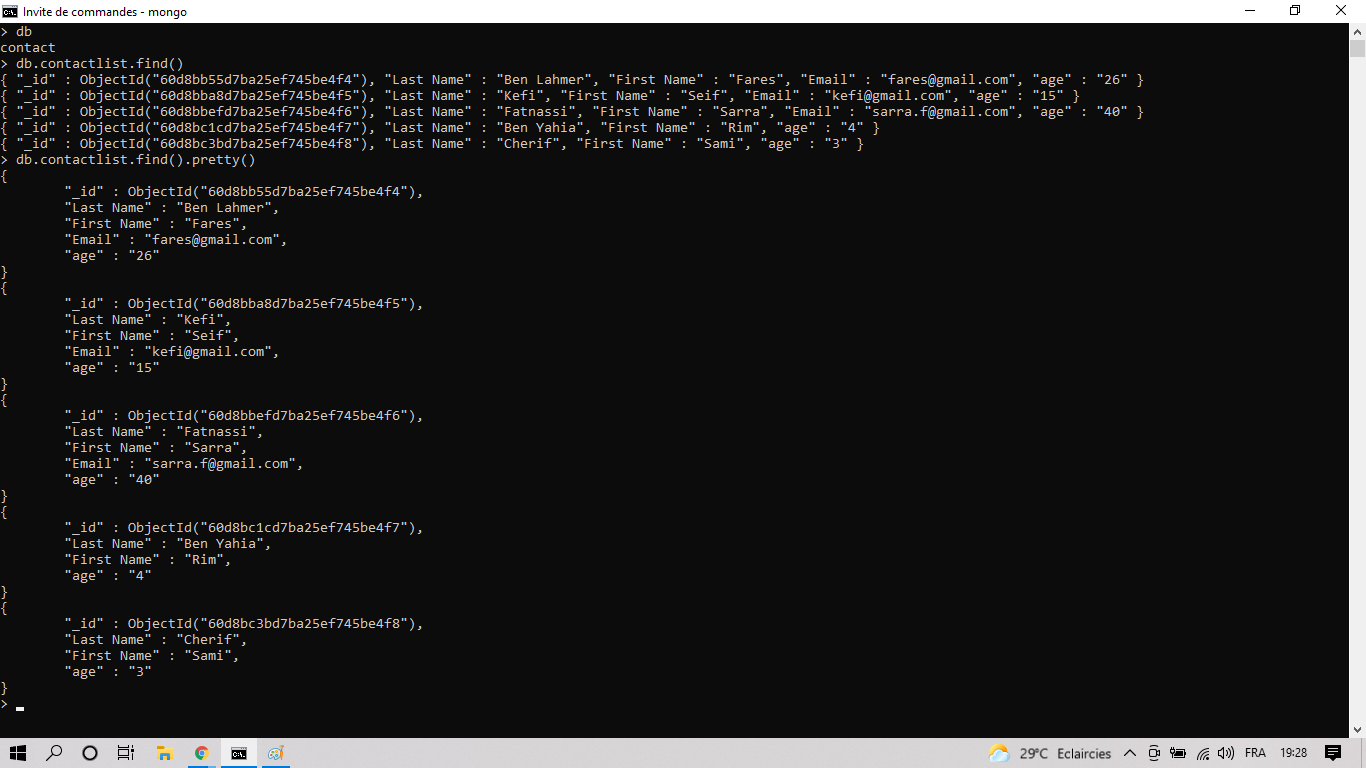 Invite de commandes - mongo
> db
contact
> db.contactlist.find()
{ "_id" : ObjectId("60d8bb55d7ba25ef745be4f4"), "Last Name" : "Ben Lahmer", "First Name" : "Fares", "Email" : "fares@gmail.com", "age" : "26" }
{ "_id" : ObjectId("60d8bba8d7ba25ef745be4f5"), "Last Name" : "Kefi", "First Name" : "Seif", "Email" : "kefi@gmail.com", "age" : "15" }
{ "_id" : ObjectId("60d8bbefd7ba25ef745be4f6"), "Last Name" : "Fatnassi", "First Name" : "Sarra", "Email" : "sarra.f@gmail.com", "age" : "40" }
{ "_id" : ObjectId("60d8bc1cd7ba25ef745be4f7"), "Last Name" : "Ben Yahia", "First Name" : "Rim", "age" : "4" }
{ "_id" : ObjectId("60d8bc3bd7ba25ef745be4f8"), "Last Name" : "Cherif", "First Name" : "Sami", "age" : "3" }
> db.contactlist.find().pretty()
{
"_id" : ObjectId("60d8bb55d7ba25ef745be4f4"),
"Last Name" : "Ben Lahmer",
"First Name" : "Fares",
"Email" : "fares@gmail.com",
"age" : "26"
}
{
"_id" : ObjectId("60d8bba8d7ba25ef745be4f5"),
"Last Name" : "Kefi",
"First Name" : "Seif",
"Email" : "kefi@gmail.com",
"age" : "15"
}
{
"_id" : ObjectId("60d8bbefd7ba25ef745be4f6"),
"Last Name" : "Fatnassi",
"First Name" : "Sarra",
"Email" : "sarra.f@gmail.com",
"age" : "40"
}
{
"_id" : ObjectId("60d8bc1cd7ba25ef745be4f7"),
"Last Name" : "Ben Yahia",
"First Name" : "Rim",
"age" : "4"
}
{
"_id" : ObjectId("60d8bc3bd7ba25ef745be4f8"),
"Last Name" : "Cherif",
"First Name" : "Sami",
"age" : "3"
}
>
29°C Eclaircies FRA 19:28